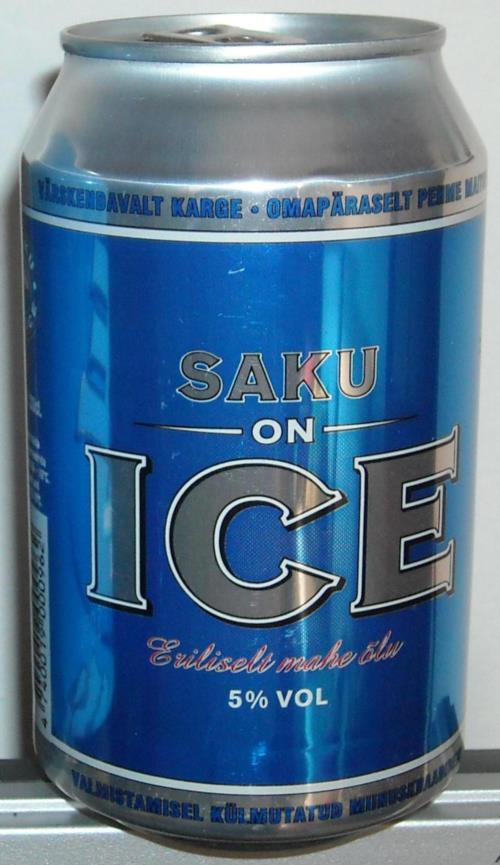 VÄRSKENDAVALT KARGE • OMAPÄRASELT PEHME
SAKU
ON
ICE
Eriliselt mahe õlu
5% VOL
VALMISTAMISEL KÜLMUTATUD